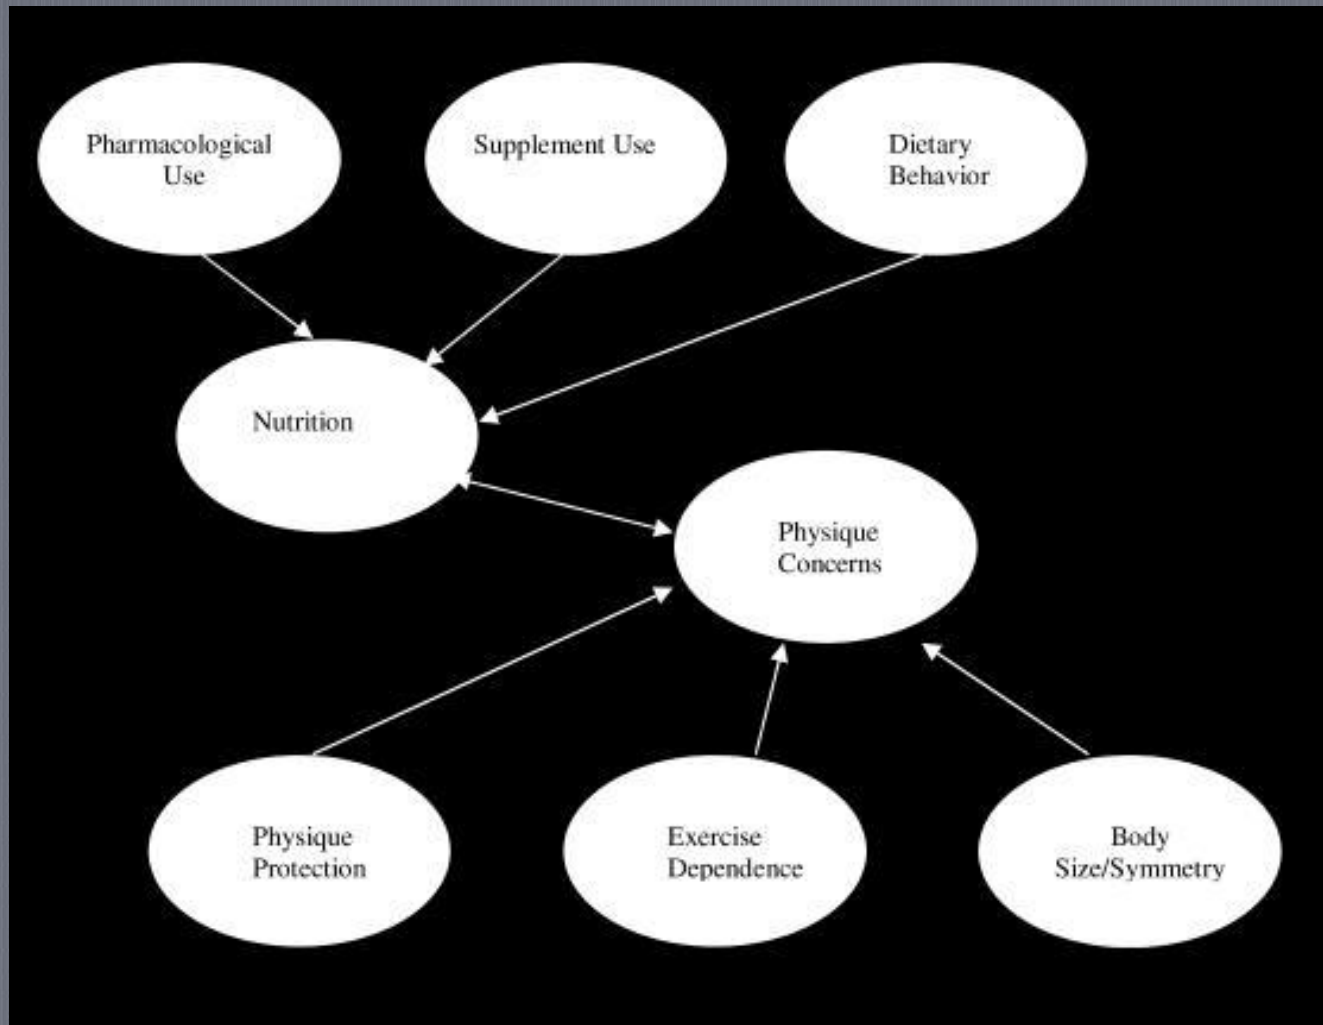 Pharmacological
Use
Supplement Use
Dietary
Behavior
Nutrition
Physique
Concerns
Physique
Protection
Exercise
Dependence
Body
Size/Symmetry